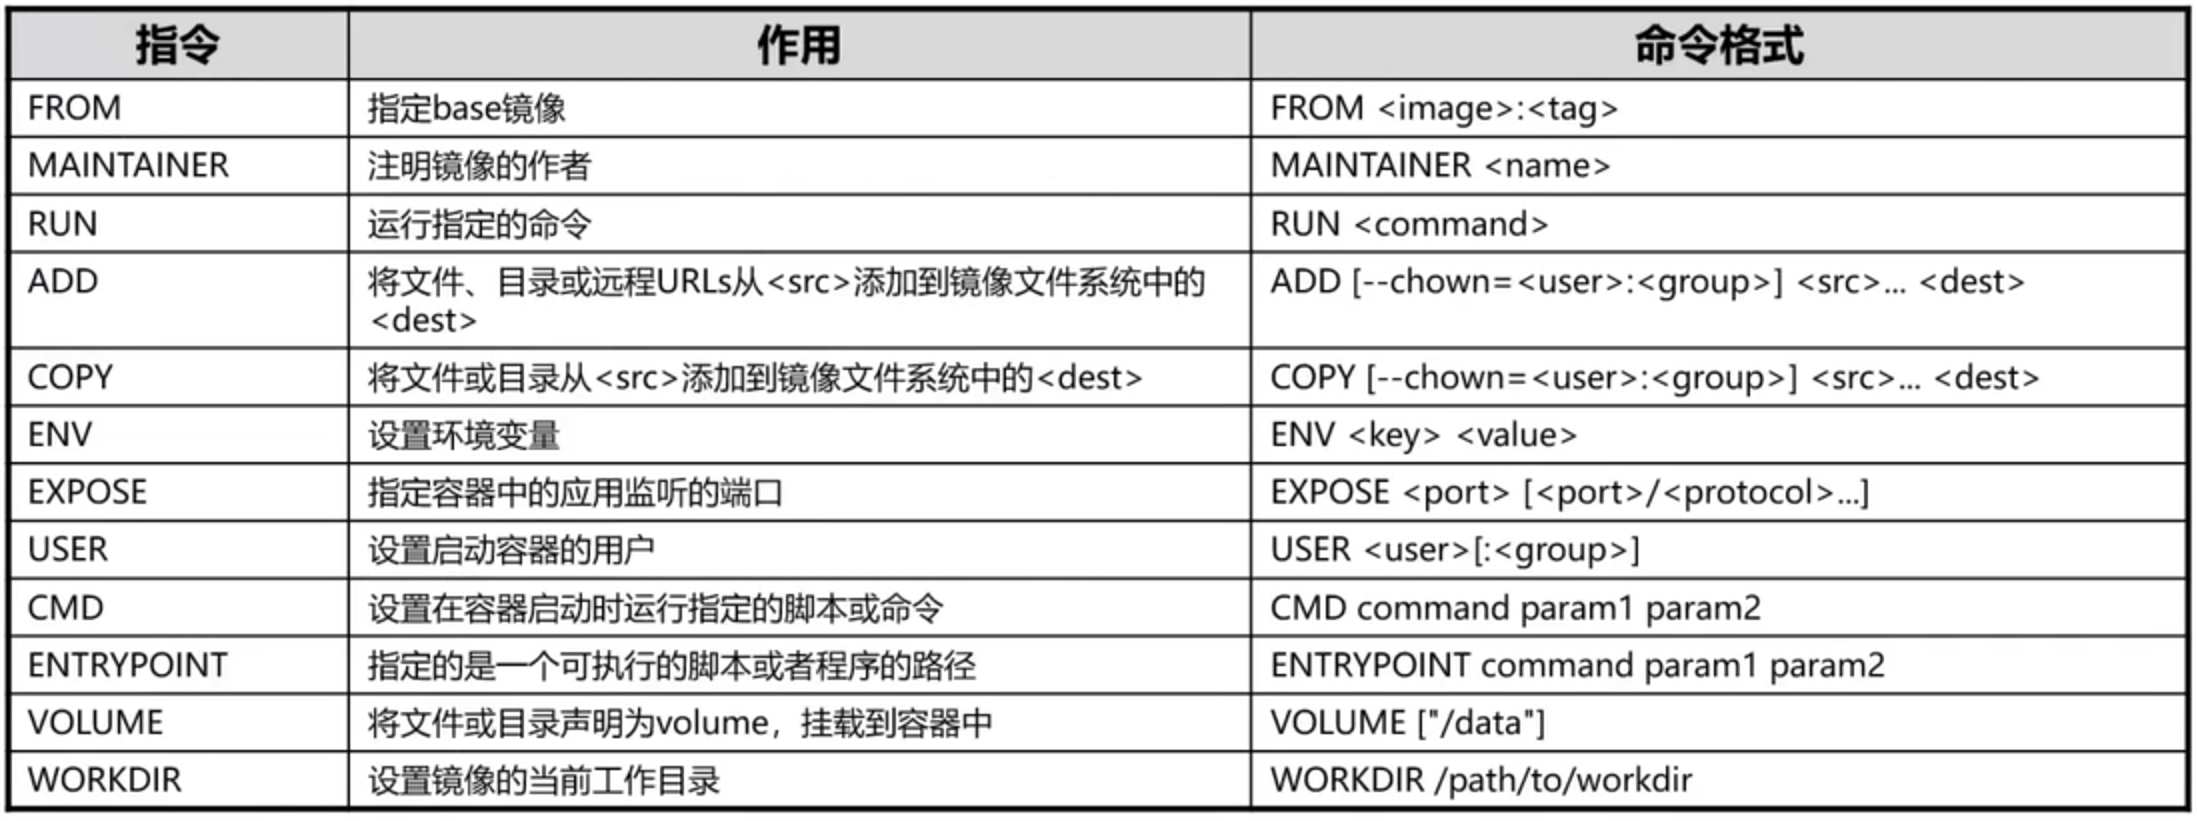 指令 作用 命令格式
FROM 指定base镜像 FROM <image>:<tag>
MAINTAINER 注明镜像的作者 MAINTAINER <name>
RUN 运行指定的命令 RUN <command>
ADD 将文件、目录或远程URLs从<src>添加到镜像文件系统中的 ADD [--chown=<user>:<group>] <src>... <dest>
<dest>
COPY 将文件或目录从<src>添加到镜像文件系统中的<dest> COPY [--chown=<user>:<group>] <src>... <dest>
ENV 设置环境变量 ENV <key> <value>
EXPOSE 指定容器中的应用监听的端口 EXPOSE <port> [<port>/<protocol>...]
USER 设置启动容器的用户 USER <user>[:<group>]
CMD 设置在容器启动时运行指定的脚本或命令 CMD command param1 param2
ENTRYPOINT 指定的是一个可执行的脚本或者程序的路径 ENTRYPOINT command param1 param2
VOLUME 将文件或目录声明为volume，挂载到容器中 VOLUME ["/data"]
WORKDIR 设置镜像的当前工作目录 WORKDIR /path/to/workdir